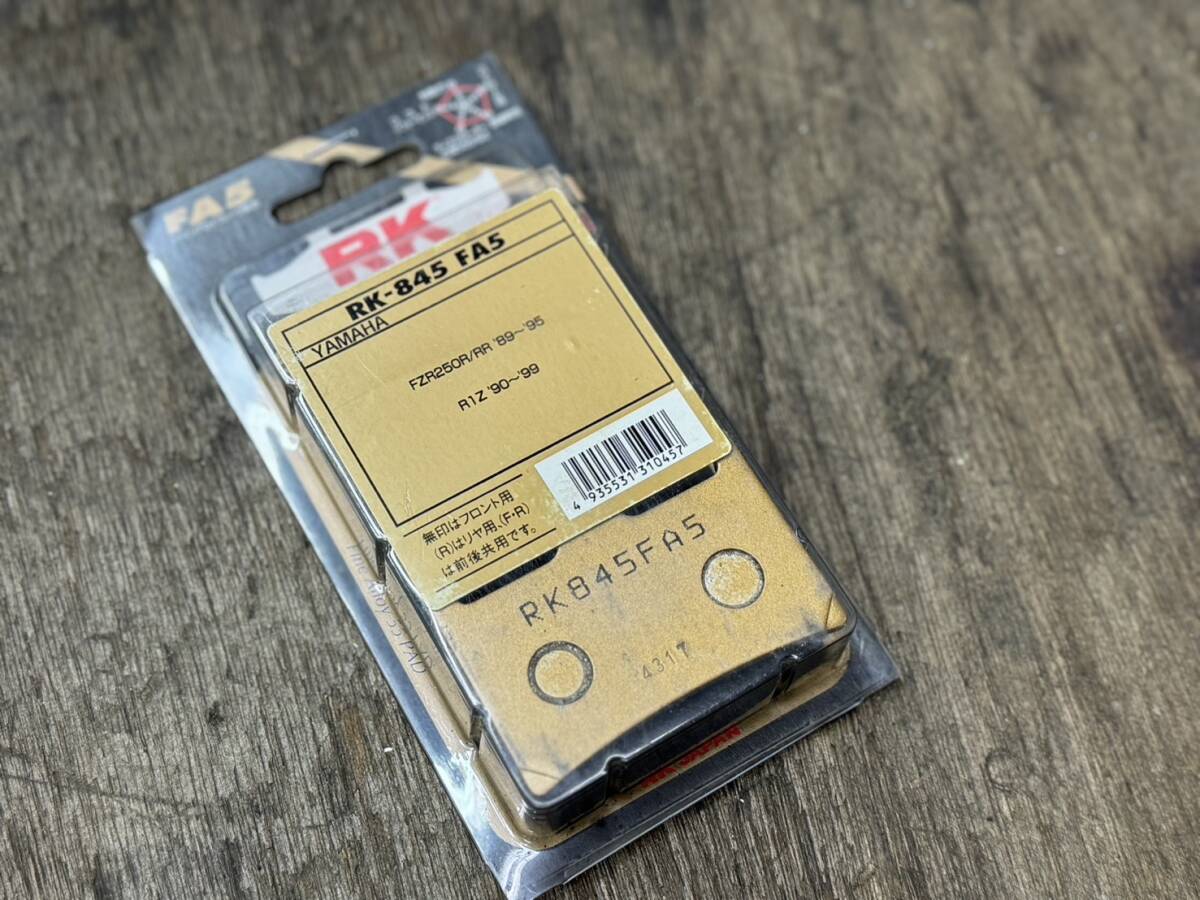 FA5
RK
RK-845 FA5
YAMAHA
FZR250R/RR '89～'95
R1Z '90～'99
4 935531 310457
無印はフロント用
(R)はリヤ用、(F・R)
は前後共用です。
RK845FA5
4317
JAPAN